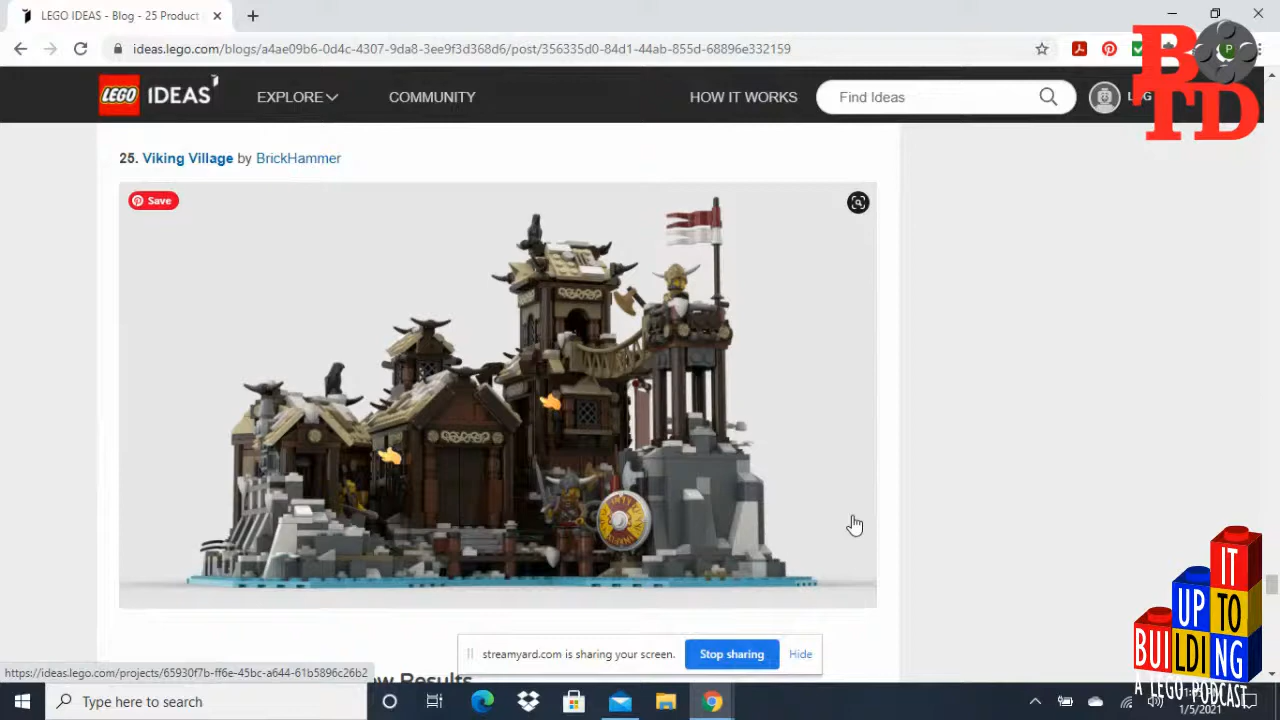 LEGO IDEAS - Blog - 25 Product
ideas.lego.com/blogs/a4ae09b6-0d4c-4307-9da8-3ee9f3d368d6/post/356335d0-84d1-44ab-855d-68896e332159
P
B
TD
LEGO IDEAS
EXPLORE
COMMUNITY
HOW IT WORKS
Find Ideas
25. Viking Village by BrickHammer
Save
IT
UP TO
BUILDING
A LEGO PODCAST
streamyard.com is sharing your screen.
Stop sharing
Hide
https://ideas.lego.com/projects/65930f7b-ff6e-45bc-a644-61b5896c26b2
Results
Type here to search
1/5/2021